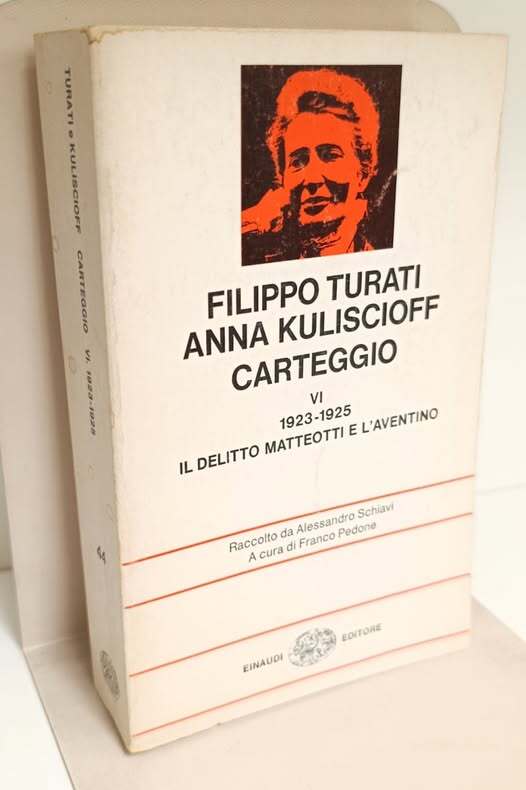 TURATI e KULISCIOFF CARTEGGIO VI. 1923-1925
44
FILIPPO TURATI
ANNA KULISCIOFF
CARTEGGIO
VI
1923-1925
IL DELITTO MATTEOTTI E L'AVENTINO
Raccolto da Alessandro Schiavi
A cura di Franco Pedone
EINAUDI EDITORE